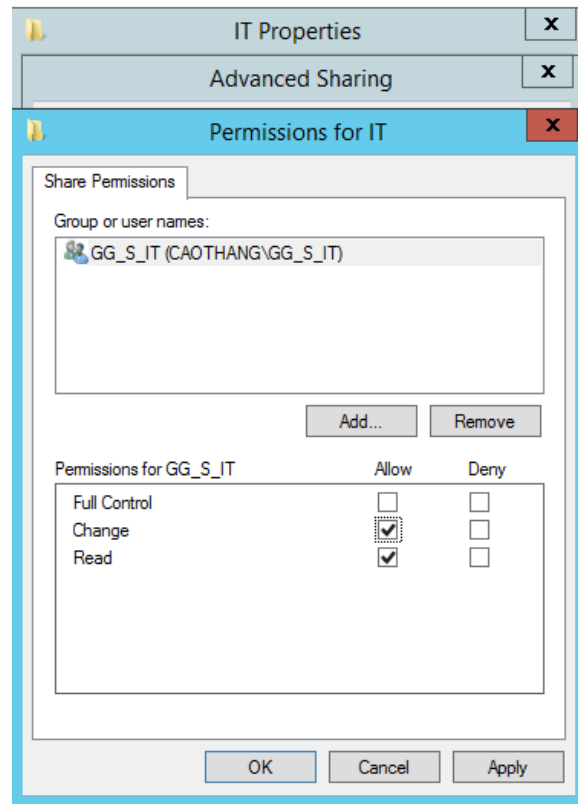 IT Properties
x
Advanced Sharing
x
Permissions for IT
x
Share Permissions
Group or user names:
GG_S_IT (CAOTHANG\GG_S_IT)
Add... Remove
Permissions for GG_S_IT Allow Deny
Full Control
Change
Read
OK Cancel Apply